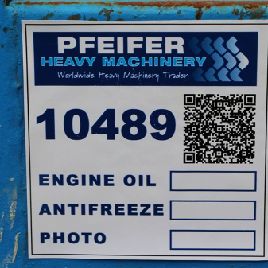 PFEIFER
HEAVY MACHINERY
Worldwide Heavy Machinery Trader
10489
ENGINE OIL
ANTIFREEZE
PHOTO